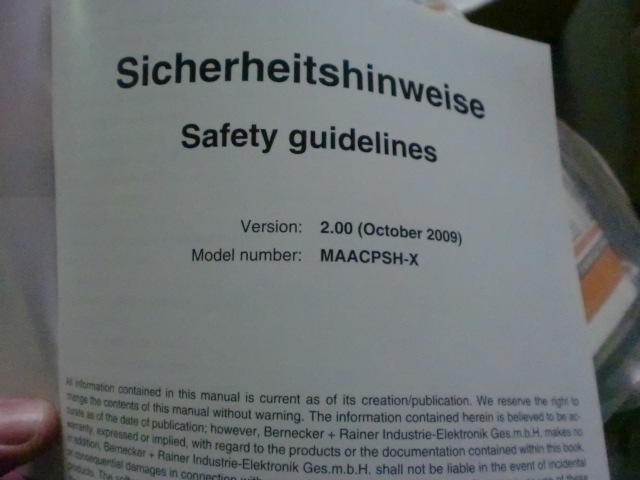 Sicherheitshinweise
Safety guidelines
Version: 2.00 (October 2009)
Model number: MAACPSH-X
All information contained in this manual is current as of its creation/publication. We reserve the right to
change the contents of this manual without warning. The information contained herein is believed to be ac-
curate as of the date of publication; however, Bernecker + Rainer Industrie-Elektronik Ges.m.b.H. makes no
warranty, expressed or implied, with regard to the products or the documentation contained within this book.
In addition, Bernecker + Rainer Industrie-Elektronik Ges.m.b.H. shall not be liable in the event of incidental
or consequential damages in connection with
products. The